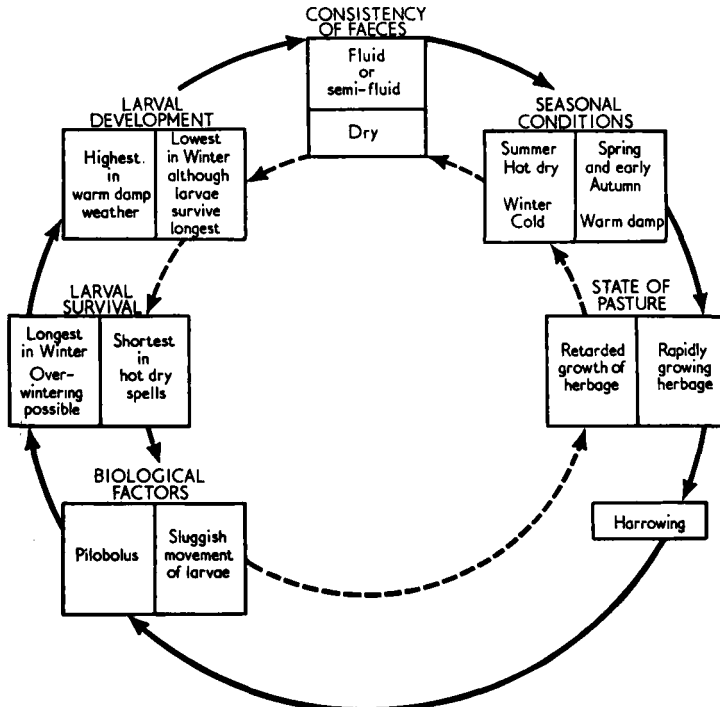 CONSISTENCY
OF FAECES
Fluid
or
semi-fluid
Dry
SEASONAL
CONDITIONS
Summer
Hot dry
Winter
Cold
Spring
and early
Autumn
Warm damp
STATE OF
PASTURE
Retarded
growth of
herbage
Rapidly
growing
herbage
Harrowing
BIOLOGICAL
FACTORS
Pilobolus
Sluggish
movement
of larvae
LARVAL
SURVIVAL
Longest
in Winter
Over-
wintering
possible
Shortest
in
hot dry
spells
LARVAL
DEVELOPMENT
Highest
in
warm damp
weather
Lowest
in Winter
although
larvae
survive
longest